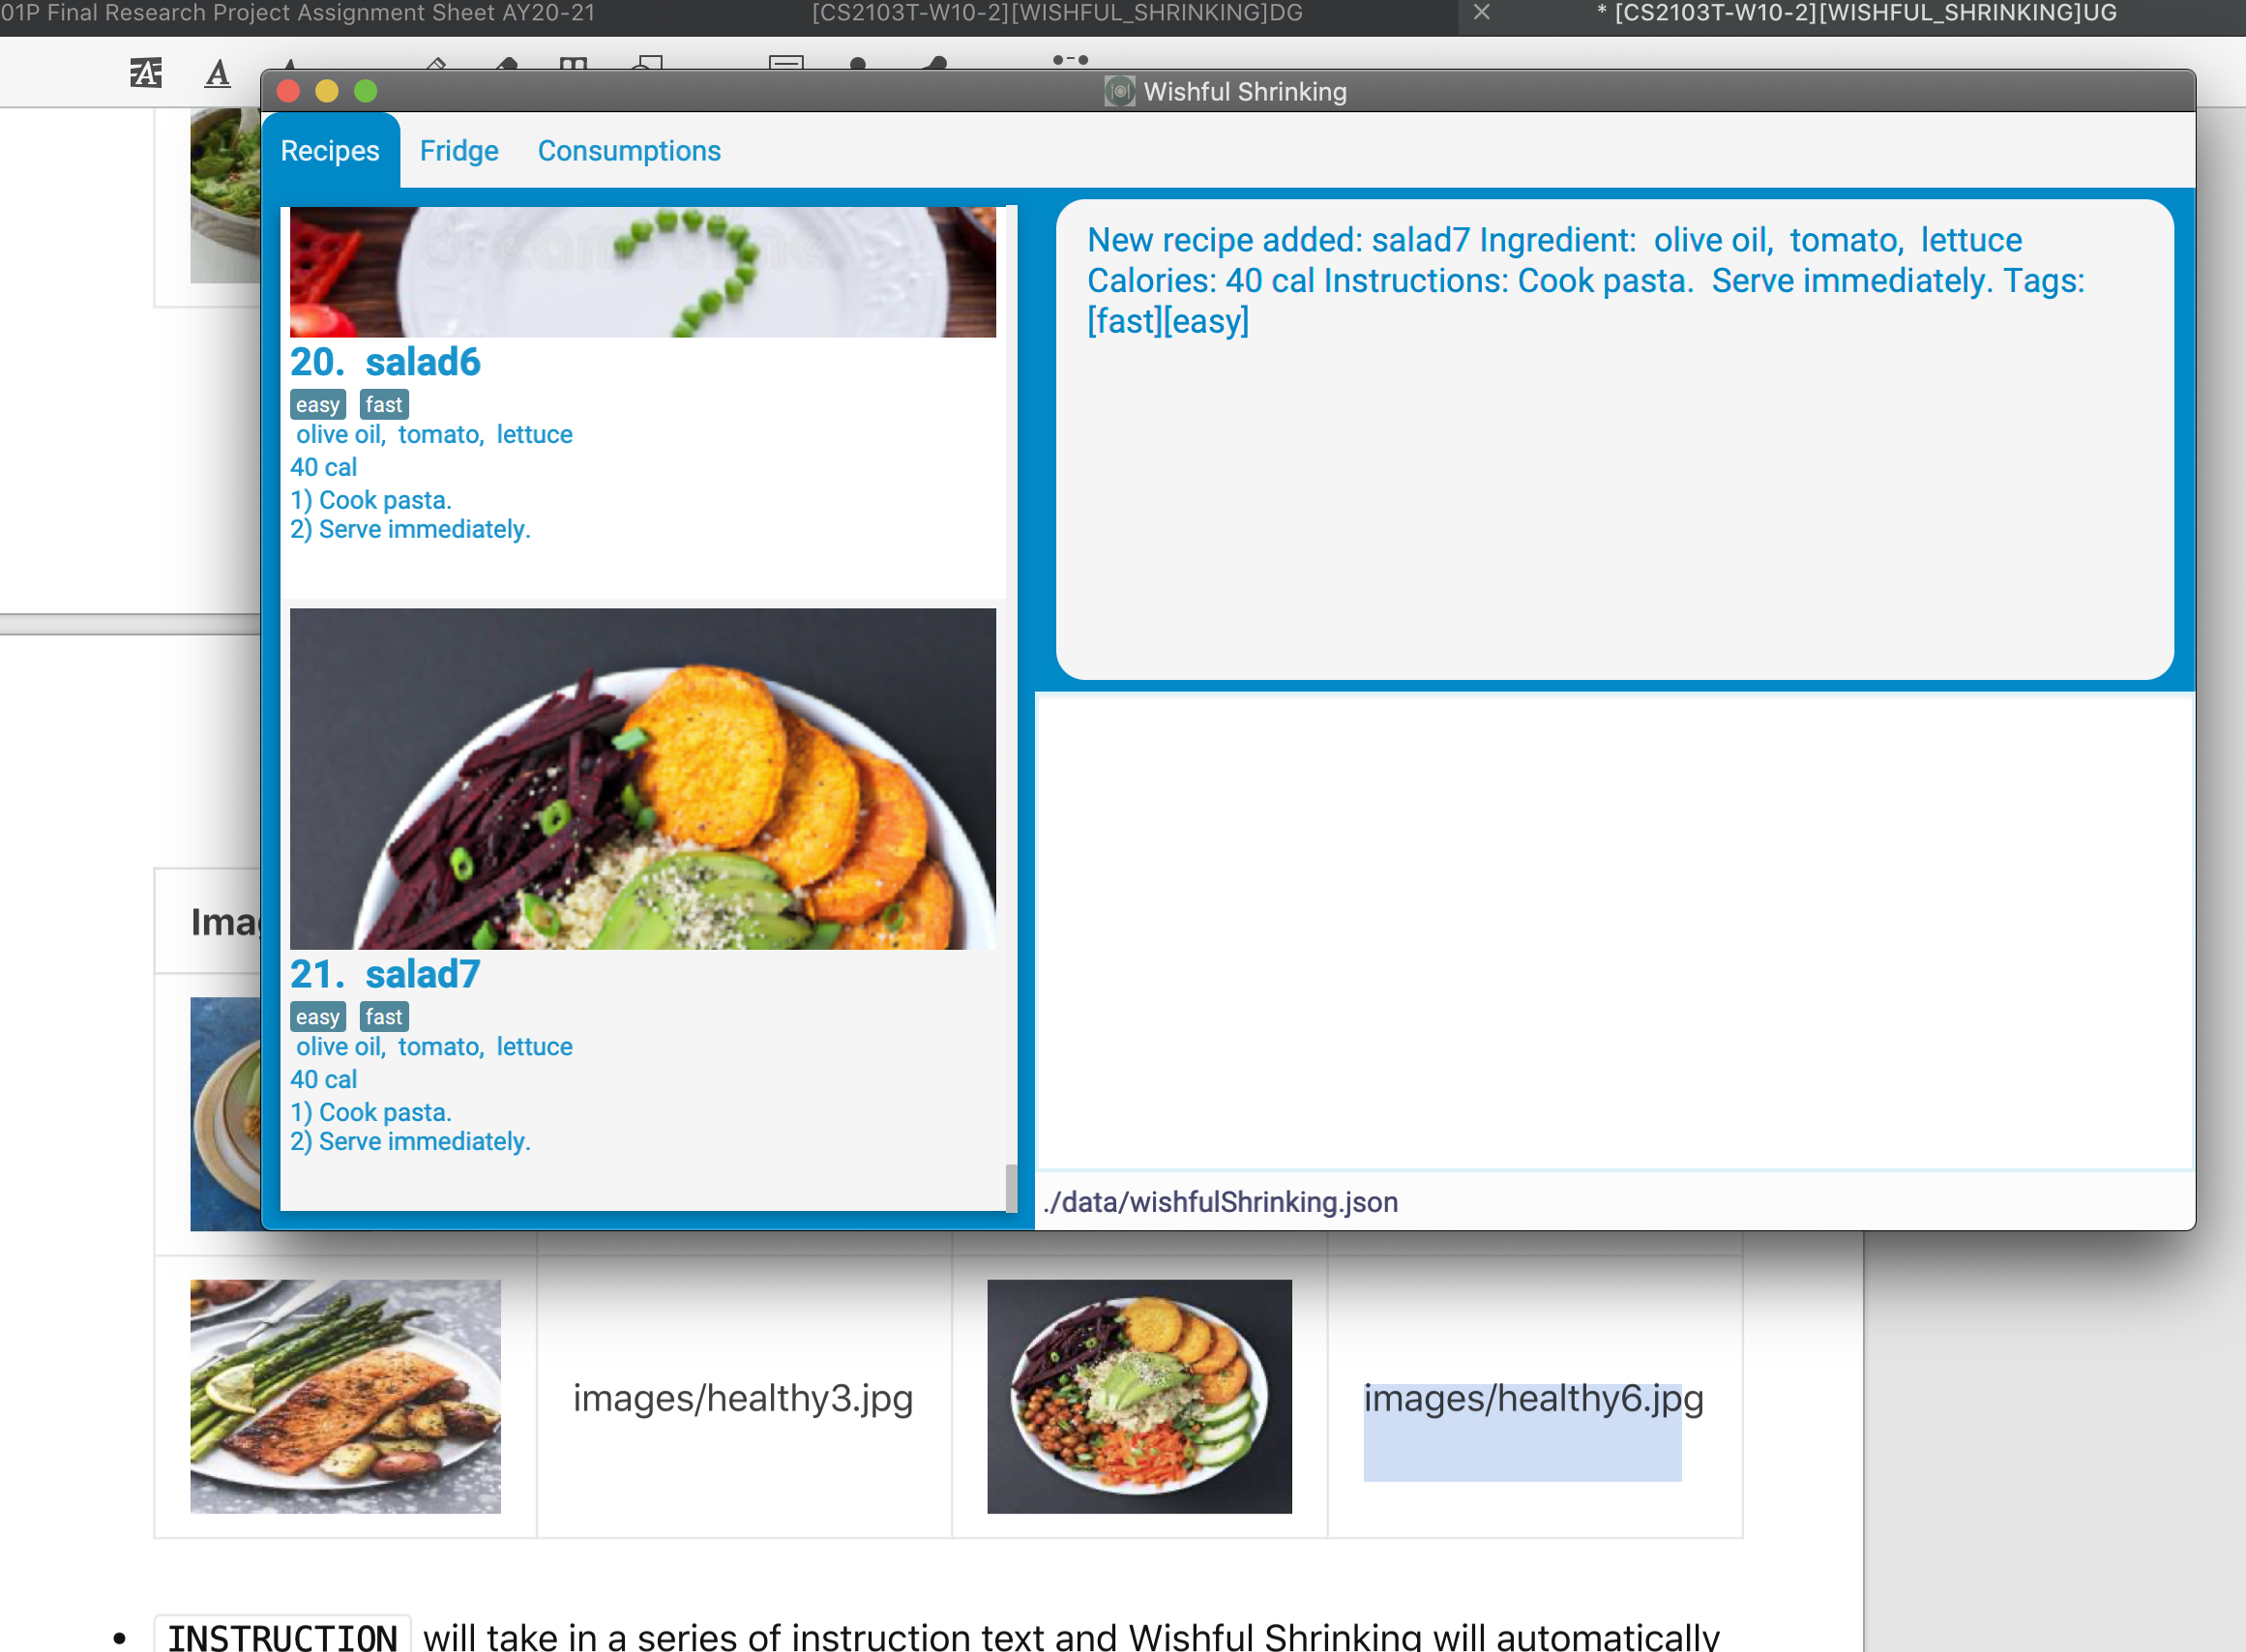 01P Final Research Project Assignment Sheet AY20-21
[CS2103T-W10-2][WISHFUL_SHRINKING]DG
* [CS2103T-W10-2][WISHFUL_SHRINKING]UG
Wishful Shrinking
Recipes
Fridge
Consumptions
20. salad6
easy fast
olive oil, tomato, lettuce
40 cal
1) Cook pasta.
2) Serve immediately.
21. salad7
easy fast
olive oil, tomato, lettuce
40 cal
1) Cook pasta.
2) Serve immediately.
New recipe added: salad7 Ingredient: olive oil, tomato, lettuce
Calories: 40 cal Instructions: Cook pasta. Serve immediately. Tags:
[fast][easy]
./data/wishfulShrinking.json
images/healthy3.jpg
images/healthy6.jpg
• INSTRUCTION will take in a series of instruction text and Wishful Shrinking will automatically